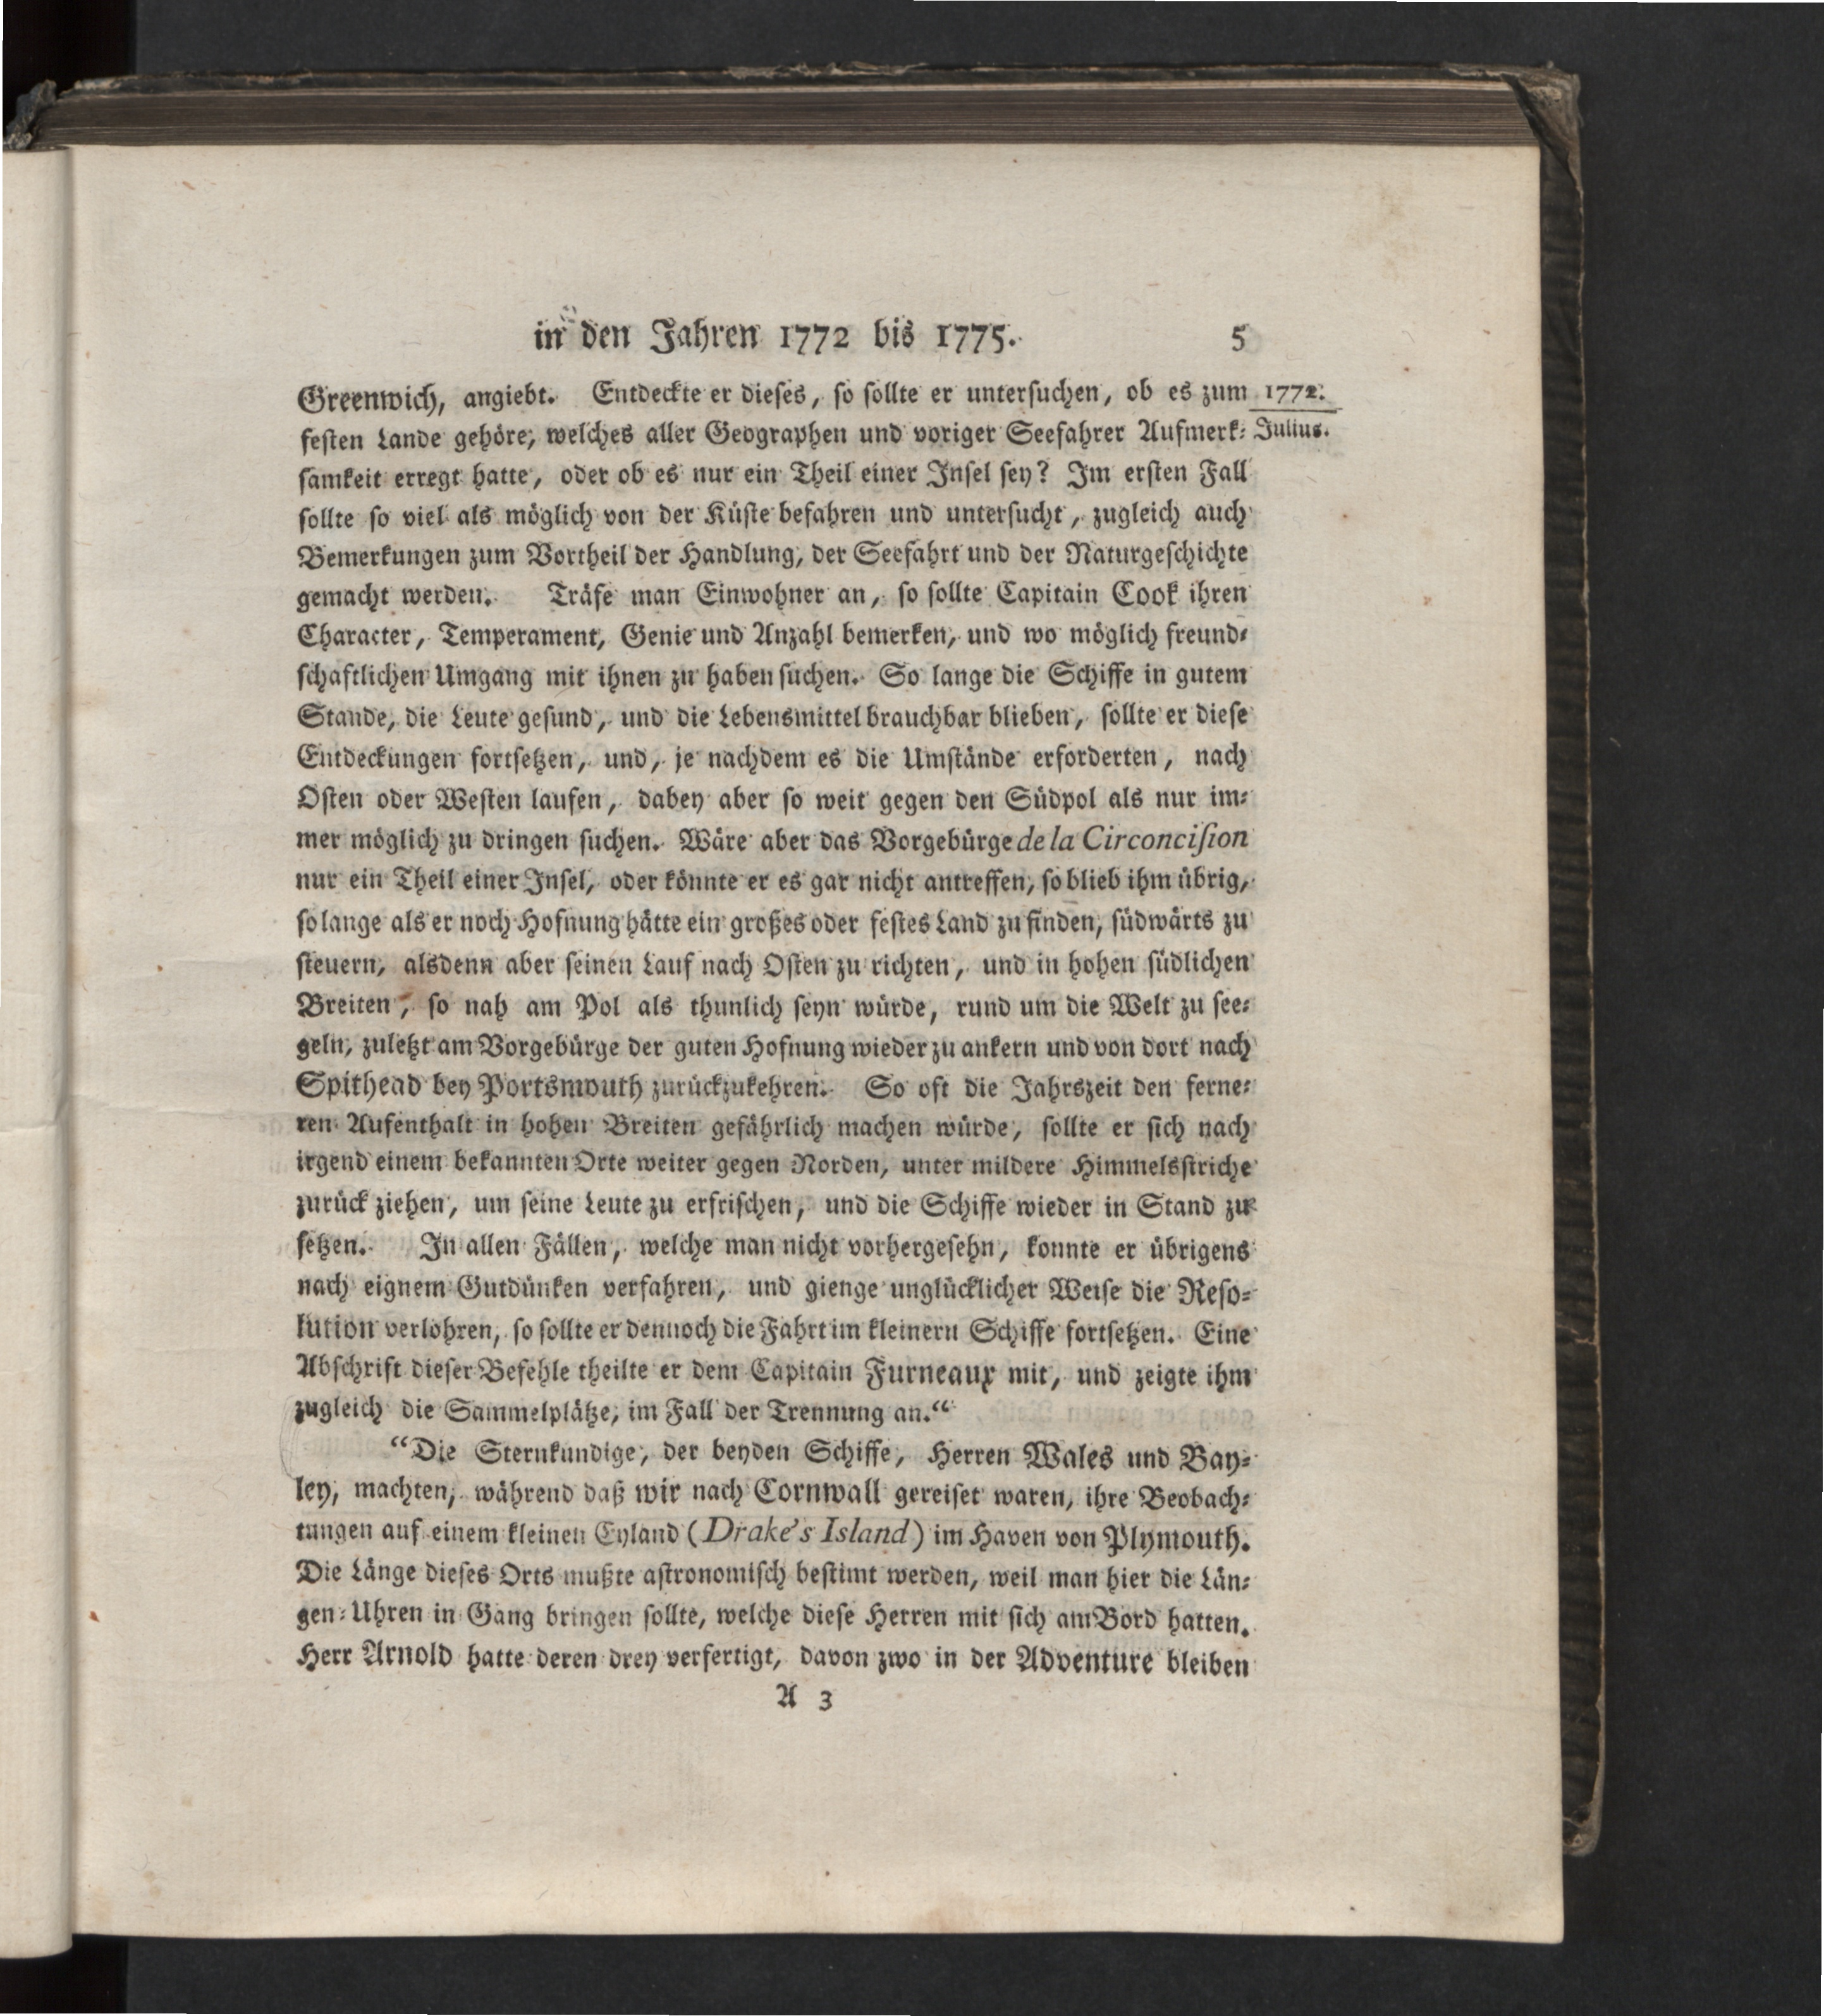 in den Jahren 1772 bis 1775. 5
Greenwich, angiebt. Entdeckte er dieses, so sollte er untersuchen, ob es zum 1772.
festen Lande gehöre, welches aller Geographen und voriger Seefahrer Aufmerk- Julius.
samkeit erregt hatte, oder ob es nur ein Theil einer Insel sey? Im ersten Fall
sollte so viel als möglich von der Küste befahren und untersucht, zugleich auch
Bemerkungen zum Vortheil der Handlung, der Seefahrt und der Naturgeschichte
gemacht werden. Träfe man Einwohner an, so sollte Capitain Cook ihren
Character, Temperament, Genie und Anzahl bemerken, und wo möglich freund-
schaftlichen Umgang mit ihnen zu haben suchen. So lange die Schiffe in gutem
Stande, die Leute gesund, und die Lebensmittel brauchbar blieben, sollte er diese
Entdeckungen fortsetzen, und, je nachdem es die Umstände erforderten, nach
Osten oder Westen laufen, dabey aber so weit gegen den Südpol als nur im-
mer möglich zu dringen suchen. Wäre aber das Vorgebürge de la Circoncision
nur ein Theil einer Insel, oder könnte er es gar nicht antreffen, so blieb ihm übrig,
so lange als er noch Hofnung hätte ein großes oder festes Land zu finden, südwärts zu
steuern, alsdenn aber seinen Lauf nach Osten zu richten, und in hohen südlichen
Breiten, so nah am Pol als thunlich seyn würde, rund um die Welt zu see-
geln, zuletzt am Vorgebürge der guten Hofnung wieder zu ankern und von dort nach
Spithead bey Portsmouth zurückzukehren. So oft die Jahrszeit den ferne-
ren Aufenthalt in hohen Breiten gefährlich machen würde, sollte er sich nach
irgend einem bekannten Orte weiter gegen Norden, unter mildere Himmelsstriche
zurück ziehen, um seine Leute zu erfrischen, und die Schiffe wieder in Stand zu
setzen. In allen Fällen, welche man nicht vorhergesehn, konnte er übrigens
nach eignem Gutdünken verfahren, und gienge unglücklicher Weise die Reso-
lution verlohren, so sollte er dennoch die Fahrt im kleinern Schiffe fortsetzen. Eine
Abschrift dieser Befehle theilte er dem Capitain Furneaux mit, und zeigte ihm
zugleich die Sammelplätze, im Fall der Trennung an.“
“Die Sternkundige, der beyden Schiffe, Herren Wales und Bay-
ley, machten, während daß wir nach Cornwall gereiset waren, ihre Beobach-
tungen auf einem kleinen Eyland (Drake's Island) im Haven von Plymouth.
Die Länge dieses Orts mußte astronomisch bestimt werden, weil man hier die Län-
gen-Uhren in Gang bringen sollte, welche diese Herren mit sich am Bord hatten.
Herr Arnold hatte deren drey verfertigt, davon zwo in der Adventure bleiben
A 3